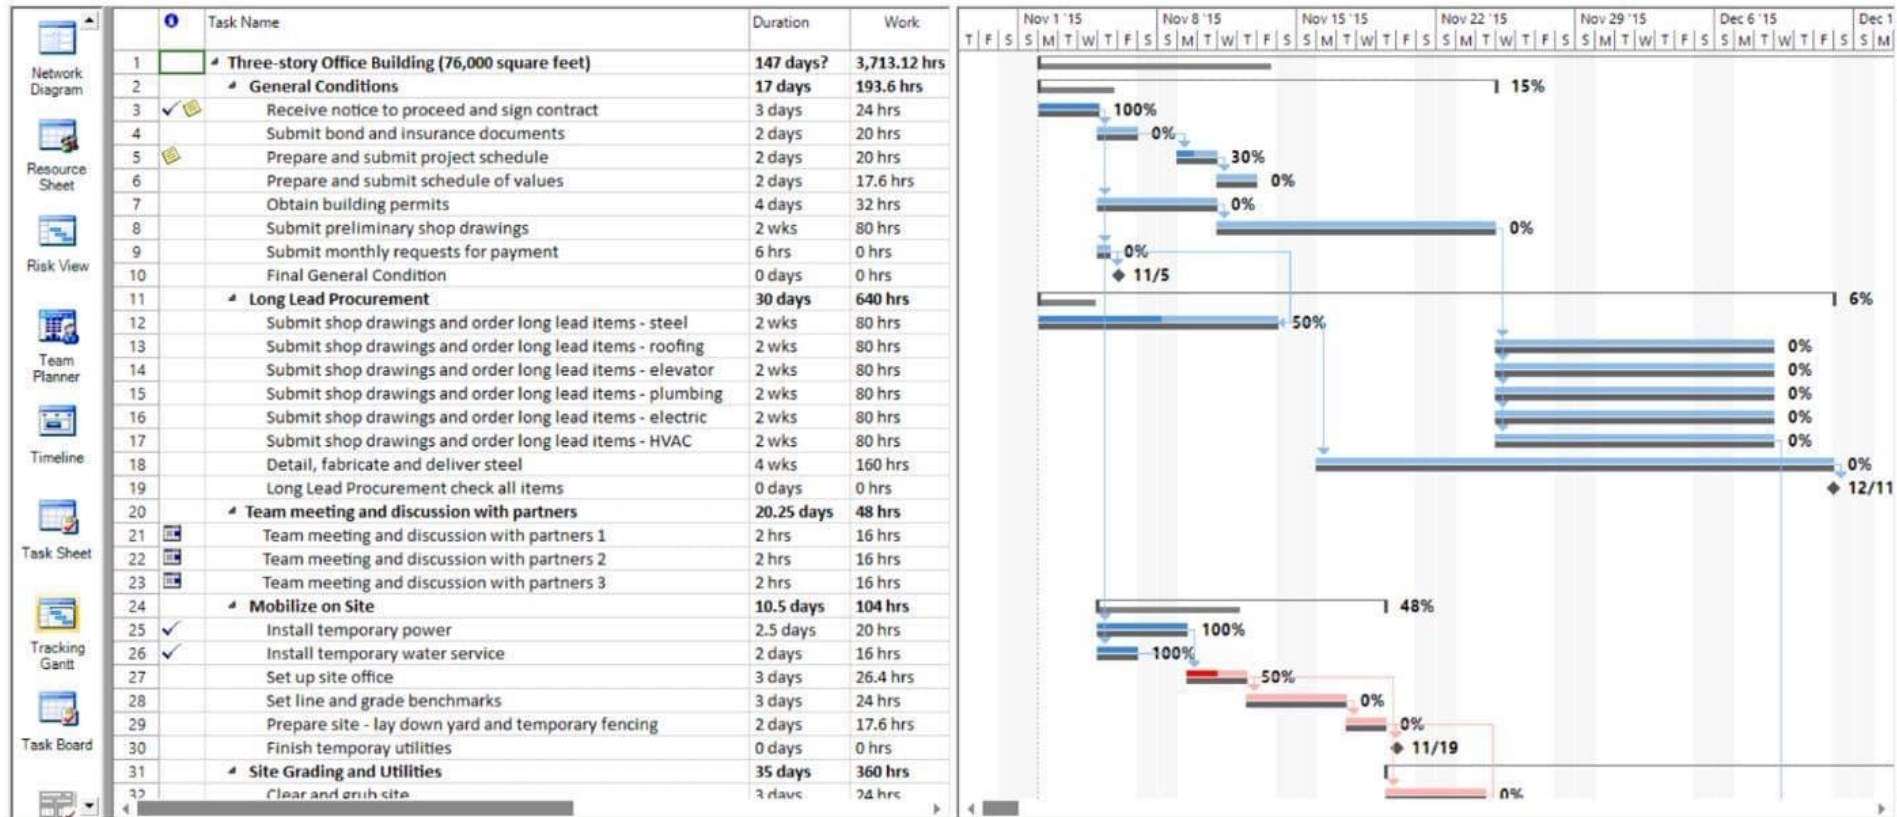 Network Diagram
Resource Sheet
Risk View
Team Planner
Timeline
Task Sheet
Tracking Gantt
Task Board
Task Name Duration Work
1 Three-story Office Building (76,000 square feet) 147 days? 3,713.12 hrs
2 General Conditions 17 days 193.6 hrs
3 Receive notice to proceed and sign contract 3 days 24 hrs
4 Submit bond and insurance documents 2 days 20 hrs
5 Prepare and submit project schedule 2 days 20 hrs
6 Prepare and submit schedule of values 2 days 17.6 hrs
7 Obtain building permits 4 days 32 hrs
8 Submit preliminary shop drawings 2 wks 80 hrs
9 Submit monthly requests for payment 6 hrs 0 hrs
10 Final General Condition 0 days 0 hrs
11 Long Lead Procurement 30 days 640 hrs
12 Submit shop drawings and order long lead items - steel 2 wks 80 hrs
13 Submit shop drawings and order long lead items - roofing 2 wks 80 hrs
14 Submit shop drawings and order long lead items - elevator 2 wks 80 hrs
15 Submit shop drawings and order long lead items - plumbing 2 wks 80 hrs
16 Submit shop drawings and order long lead items - electric 2 wks 80 hrs
17 Submit shop drawings and order long lead items - HVAC 2 wks 80 hrs
18 Detail, fabricate and deliver steel 4 wks 160 hrs
19 Long Lead Procurement check all items 0 days 0 hrs
20 Team meeting and discussion with partners 20.25 days 48 hrs
21 Team meeting and discussion with partners 1 2 hrs 16 hrs
22 Team meeting and discussion with partners 2 2 hrs 16 hrs
23 Team meeting and discussion with partners 3 2 hrs 16 hrs
24 Mobilize on Site 10.5 days 104 hrs
25 Install temporary power 2.5 days 20 hrs
26 Install temporary water service 2 days 16 hrs
27 Set up site office 3 days 26.4 hrs
28 Set line and grade benchmarks 3 days 24 hrs
29 Prepare site - lay down yard and temporary fencing 2 days 17.6 hrs
30 Finish temporay utilities 0 days 0 hrs
31 Site Grading and Utilities 35 days 360 hrs
32 Clear and grub site 3 days 24 hrs
Nov 1 '15 Nov 8 '15 Nov 15 '15 Nov 22 '15 Nov 29 '15 Dec 6 '15 Dec 1
T F S S M T W T F S S M T W T F S S M T W T F S S M T W T F S S M T W T F S S M T W T F S S M
15%
100%
0%
30%
0%
0%
0%
0%
11/5
6%
50%
0%
0%
0%
0%
0%
0%
12/11
48%
100%
100%
50%
0%
0%
11/19
0%